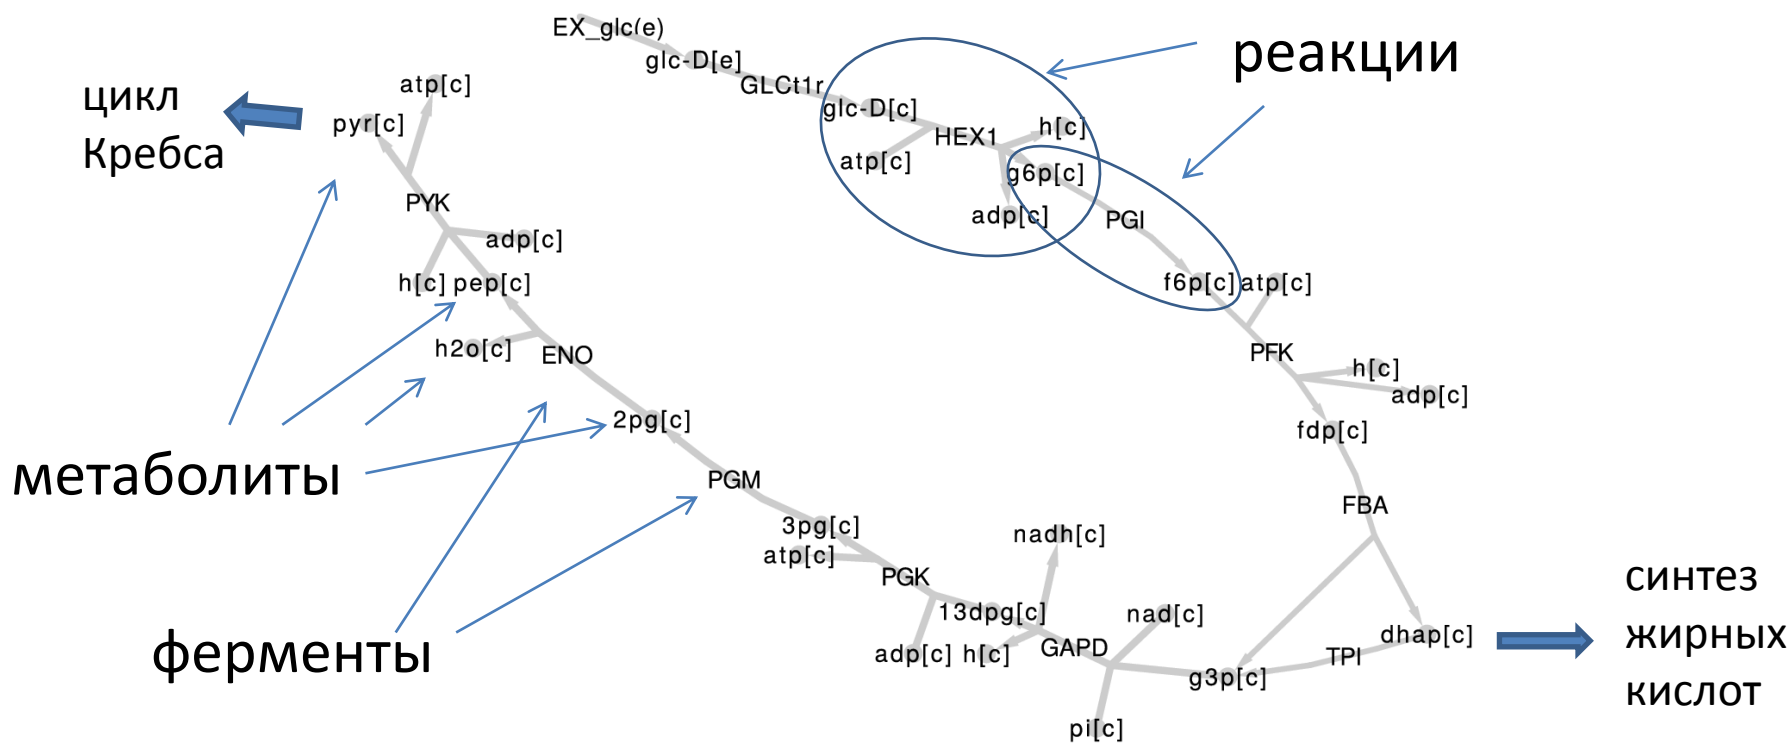 EX_glc(e)
glc-D[e]
GLCt1r
glc-D[c]
HEX1
h[c]
atp[c]
g6p[c]
adp[c]
PGI
f6p[c]
atp[c]
PFK
h[c]
adp[c]
fdp[c]
FBA
dhap[c]
TPI
g3p[c]
nad[c]
pi[c]
GAPD
nadh[c]
h[c]
13dpg[c]
adp[c]
PGK
atp[c]
3pg[c]
PGM
2pg[c]
ENO
h2o[c]
pep[c]
h[c]
adp[c]
PYK
atp[c]
pyr[c]
реакции
цикл
Кребса
метаболиты
ферменты
синтез
жирных
кислот